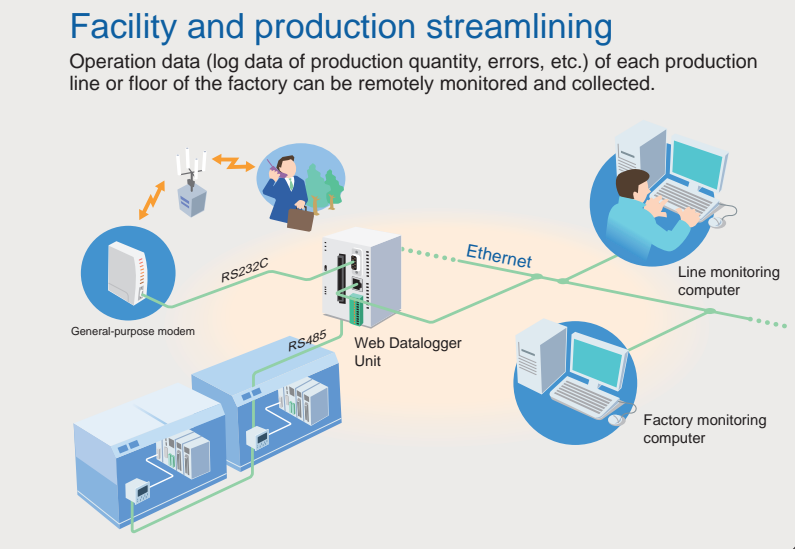 Facility and production streamlining
Operation data (log data of production quantity, errors, etc.) of each production
line or floor of the factory can be remotely monitored and collected.
RS232C
Ethernet
Line monitoring
computer
General-purpose modem
RS485
Web Datalogger
Unit
Factory monitoring
computer